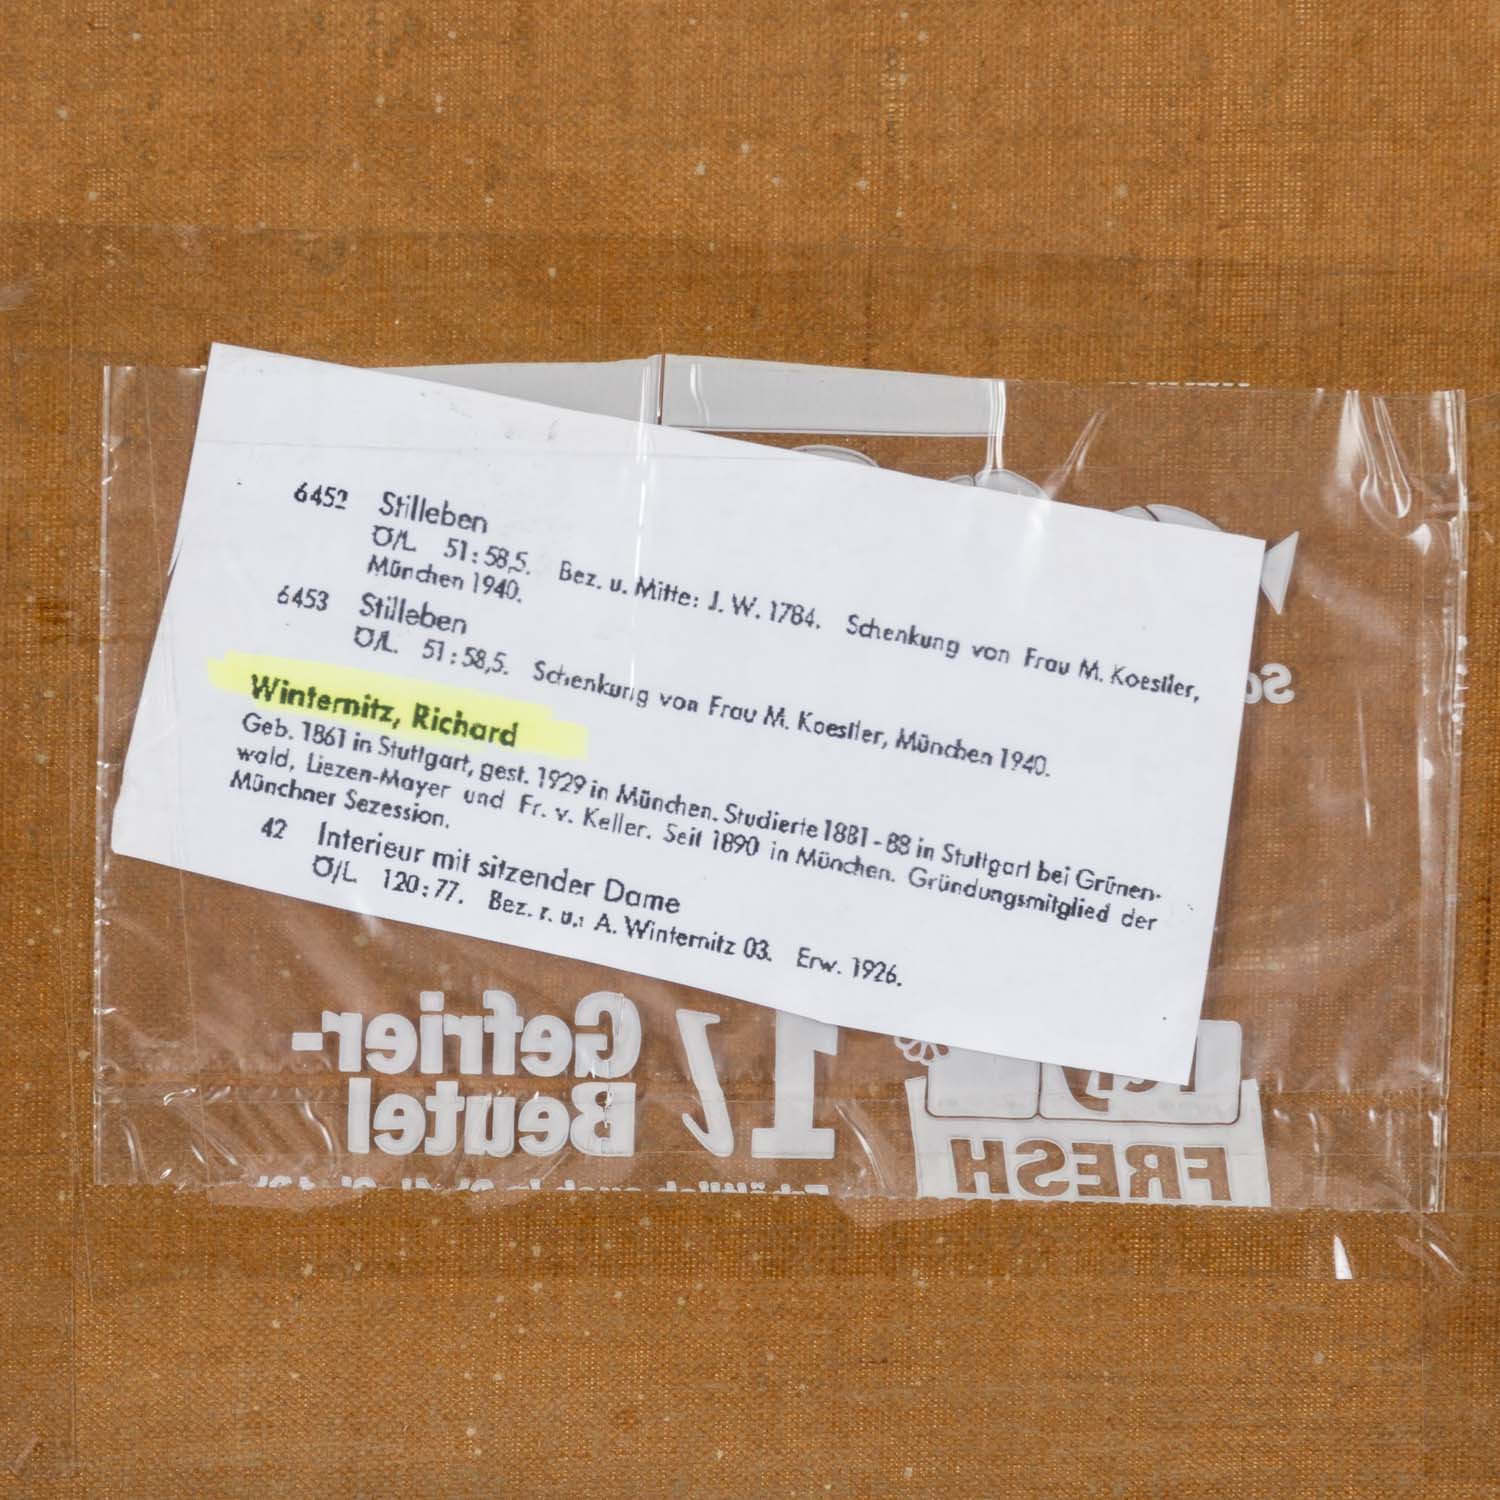 6452 Stilleben
Ö/L. 51 : 58,5. Bez. u. Mitte: J. W. 1784. Schenkung von Frau M. Koestler,
München 1940.
6453 Stilleben
Ö/L. 51 : 58,5. Schenkung von Frau M. Koestler, München 1940.
Winternitz, Richard
Geb. 1861 in Stuttgart, gest. 1929 in München. Studierte 1881 - 88 in Stuttgart bei Grünen-
wald, Liezen-Mayer und Fr. v. Keller. Seit 1890 in München. Gründungsmitglied der
Münchner Sezession.
42 Interieur mit sitzender Dame
Ö/L. 120 : 77. Bez. r. u.: A. Winternitz 03. Erw. 1926.
1 l Gefrier-
Beutel
FRESH